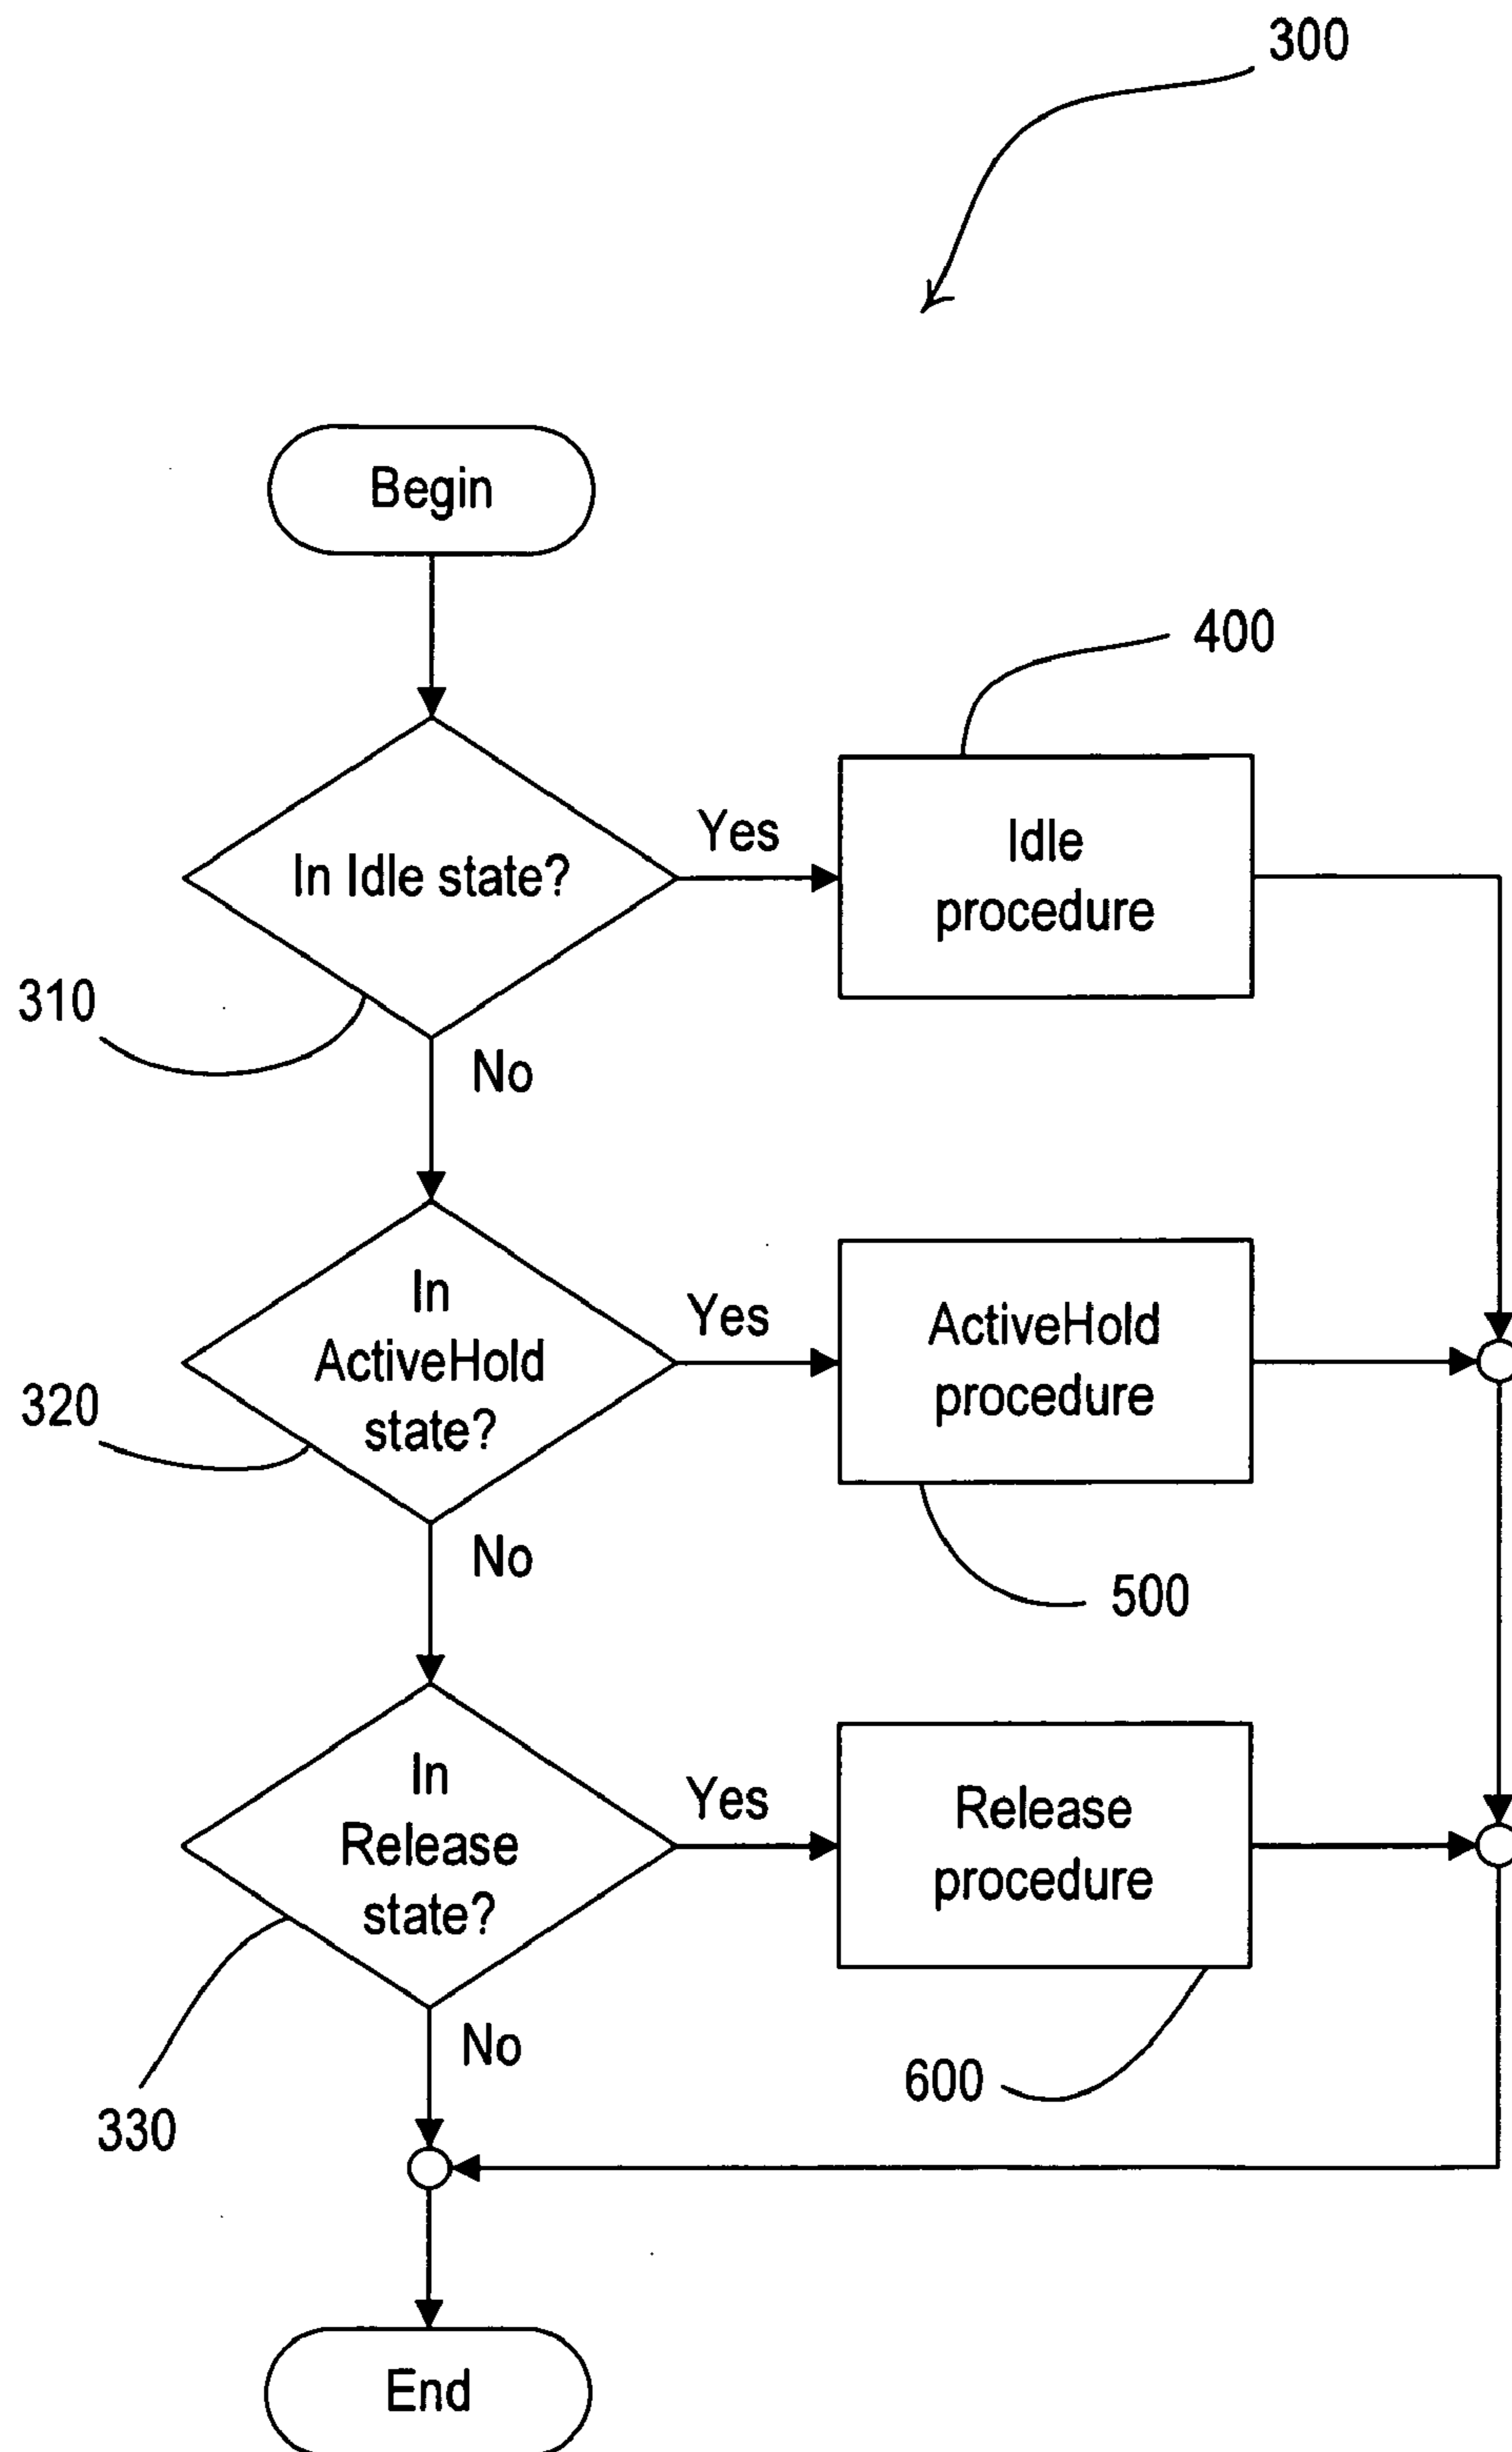 300
Begin
400
In Idle state?
Yes
Idle
procedure
310
No
In
ActiveHold
state?
Yes
ActiveHold
procedure
320
No
500
In
Release
state?
Yes
Release
procedure
No
600
330
End